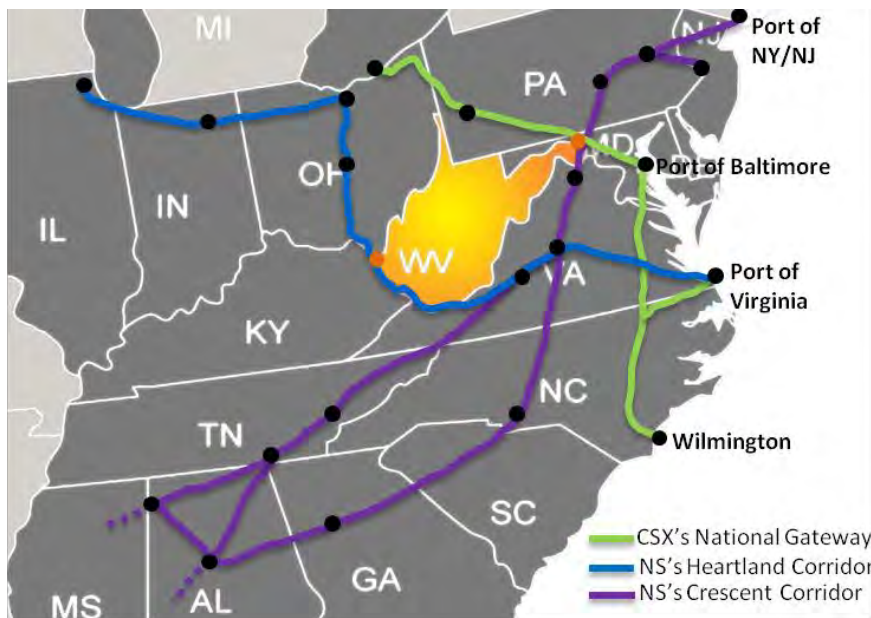 MI
NJ
Port of
NY/NJ
PA
MD
OH
Port of Baltimore
IN
IL
WV
VA
Port of
Virginia
KY
NC
TN
Wilmington
SC
CSX's National Gateway
NS's Heartland Corridor
GA
NS's Crescent Corridor
MS
AL